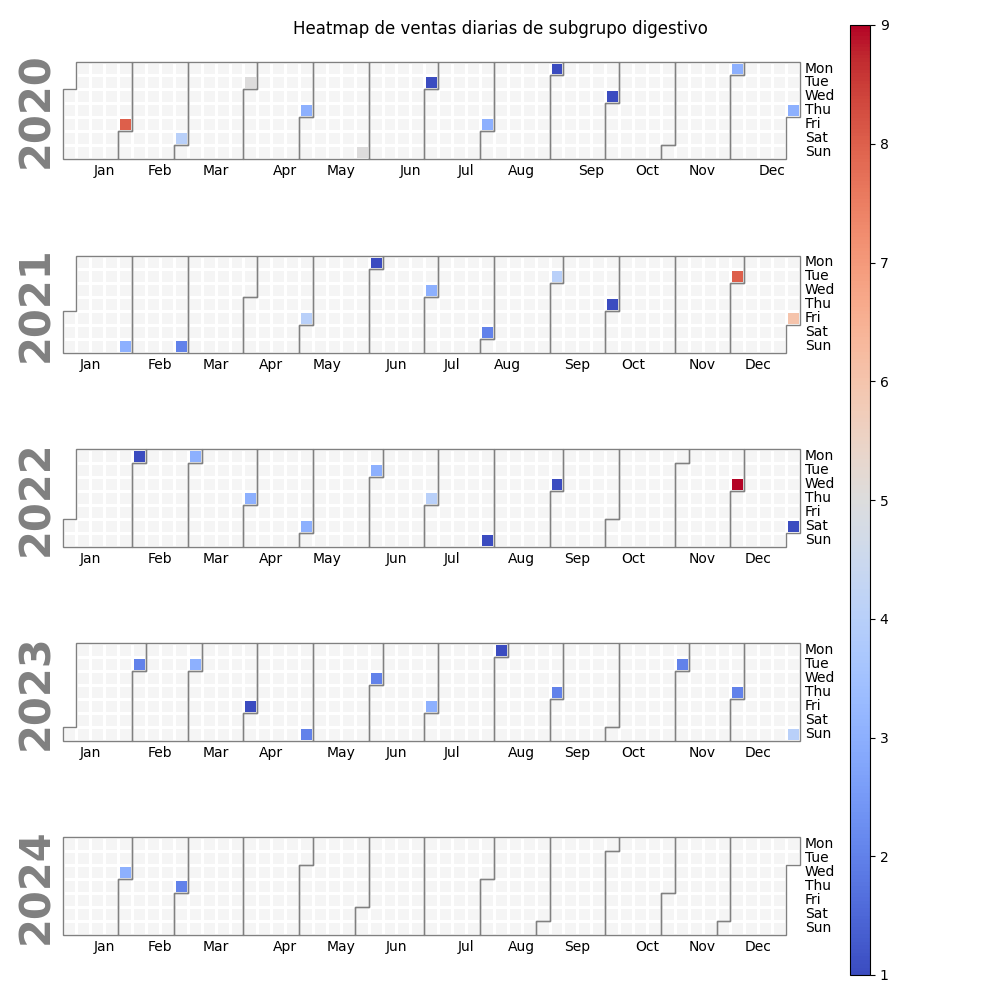 Heatmap de ventas diarias de subgrupo digestivo
2020
Mon
Tue
Wed
Thu
Fri
Sat
Sun
Jan Feb Mar Apr May Jun Jul Aug Sep Oct Nov Dec
2021
Mon
Tue
Wed
Thu
Fri
Sat
Sun
Jan Feb Mar Apr May Jun Jul Aug Sep Oct Nov Dec
2022
Mon
Tue
Wed
Thu
Fri
Sat
Sun
Jan Feb Mar Apr May Jun Jul Aug Sep Oct Nov Dec
2023
Mon
Tue
Wed
Thu
Fri
Sat
Sun
Jan Feb Mar Apr May Jun Jul Aug Sep Oct Nov Dec
2024
Mon
Tue
Wed
Thu
Fri
Sat
Sun
Jan Feb Mar Apr May Jun Jul Aug Sep Oct Nov Dec
9
8
7
6
5
4
3
2
1